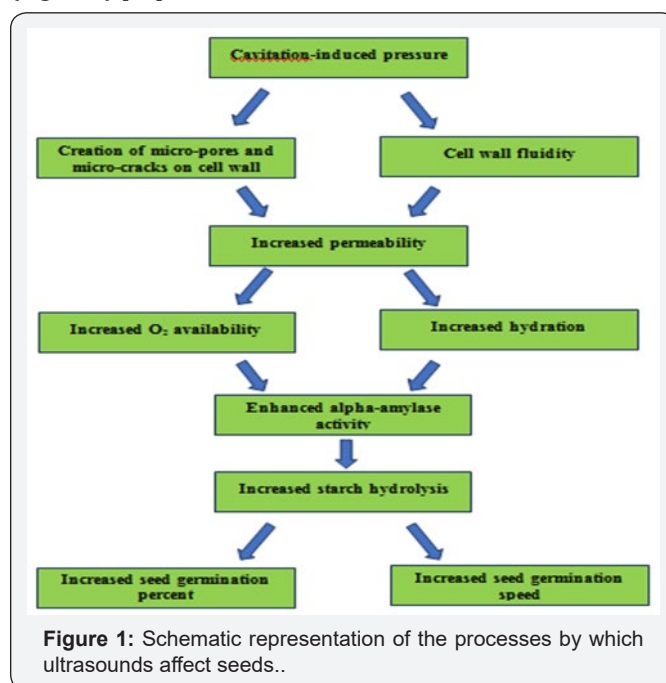 Cavitation-induced pressure
Creation of micro-pores and
micro-cracks on cell wall
Cell wall fluidity
Increased permeability
Increased O₂ availability
Increased hydration
Enhanced alpha-amylase
activity
Increased starch hydrolysis
Increased seed germination
percent
Increased seed germination
speed
Figure 1: Schematic representation of the processes by which
ultrasounds affect seeds..